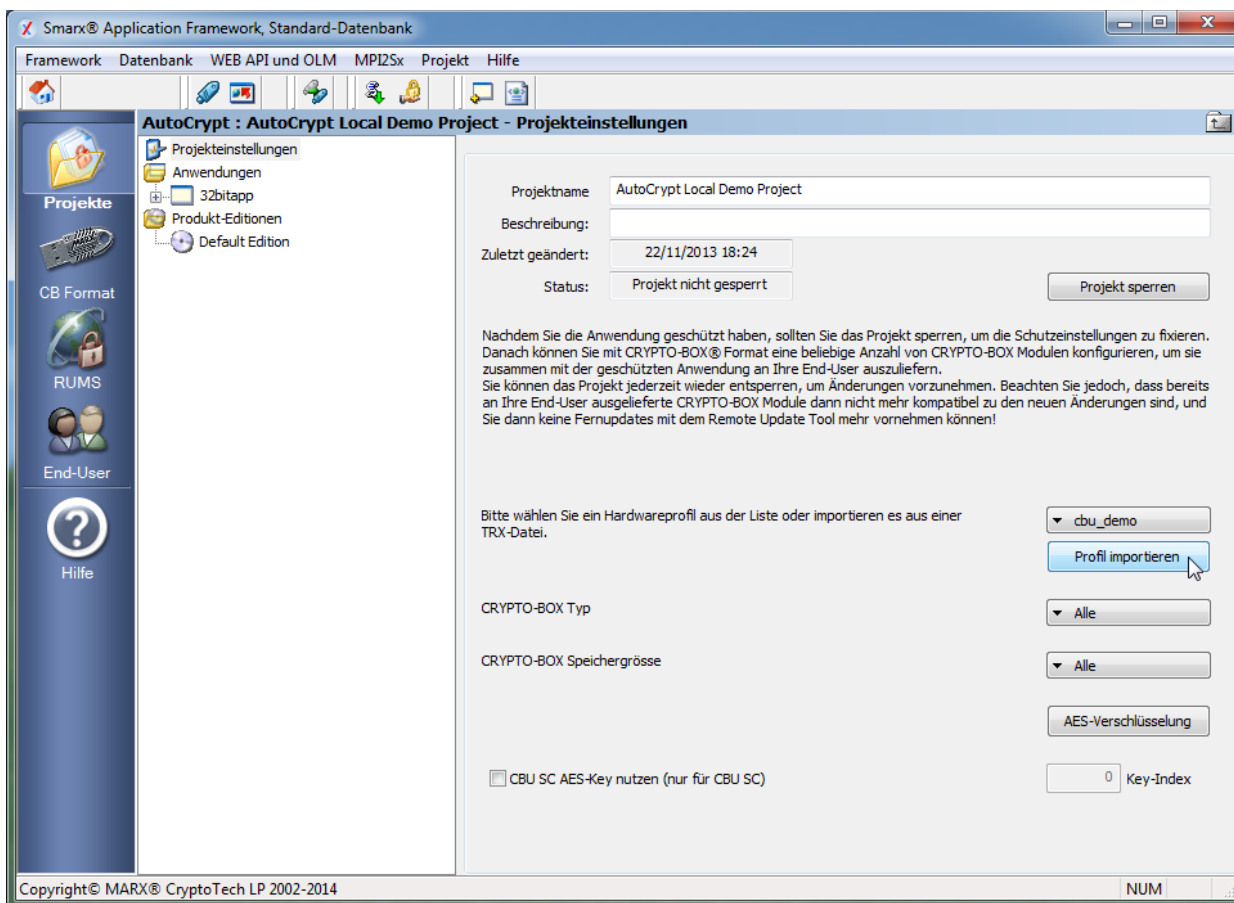 Smarx® Application Framework, Standard-Datenbank
Framework Datenbank WEB API und OLM MPI2Sx Projekt Hilfe
AutoCrypt : AutoCrypt Local Demo Project - Projekteinstellungen
Projekte
CB Format
RUMS
End-User
Hilfe
Projekteinstellungen
Anwendungen
32bitapp
Produkt-Editionen
Default Edition
Projektname AutoCrypt Local Demo Project
Beschreibung:
Zuletzt geändert: 22/11/2013 18:24
Status: Projekt nicht gesperrt Projekt sperren
Nachdem Sie die Anwendung geschützt haben, sollten Sie das Projekt sperren, um die Schutzeinstellungen zu fixieren.
Danach können Sie mit CRYPTO-BOX® Format eine beliebige Anzahl von CRYPTO-BOX Modulen konfigurieren, um sie
zusammen mit der geschützten Anwendung an Ihre End-User auszuliefern.
Sie können das Projekt jederzeit wieder entsperren, um Änderungen vorzunehmen. Beachten Sie jedoch, dass bereits
an Ihre End-User ausgelieferte CRYPTO-BOX Module dann nicht mehr kompatibel zu den neuen Änderungen sind, und
Sie dann keine Fernupdates mit dem Remote Update Tool mehr vornehmen können!
Bitte wählen Sie ein Hardwareprofil aus der Liste oder importieren es aus einer
TRX-Datei.
cbu_demo
Profil importieren
CRYPTO-BOX Typ Alle
CRYPTO-BOX Speichergrösse Alle
AES-Verschlüsselung
CBU SC AES-Key nutzen (nur für CBU SC) 0 Key-Index
Copyright© MARX® CryptoTech LP 2002-2014 NUM